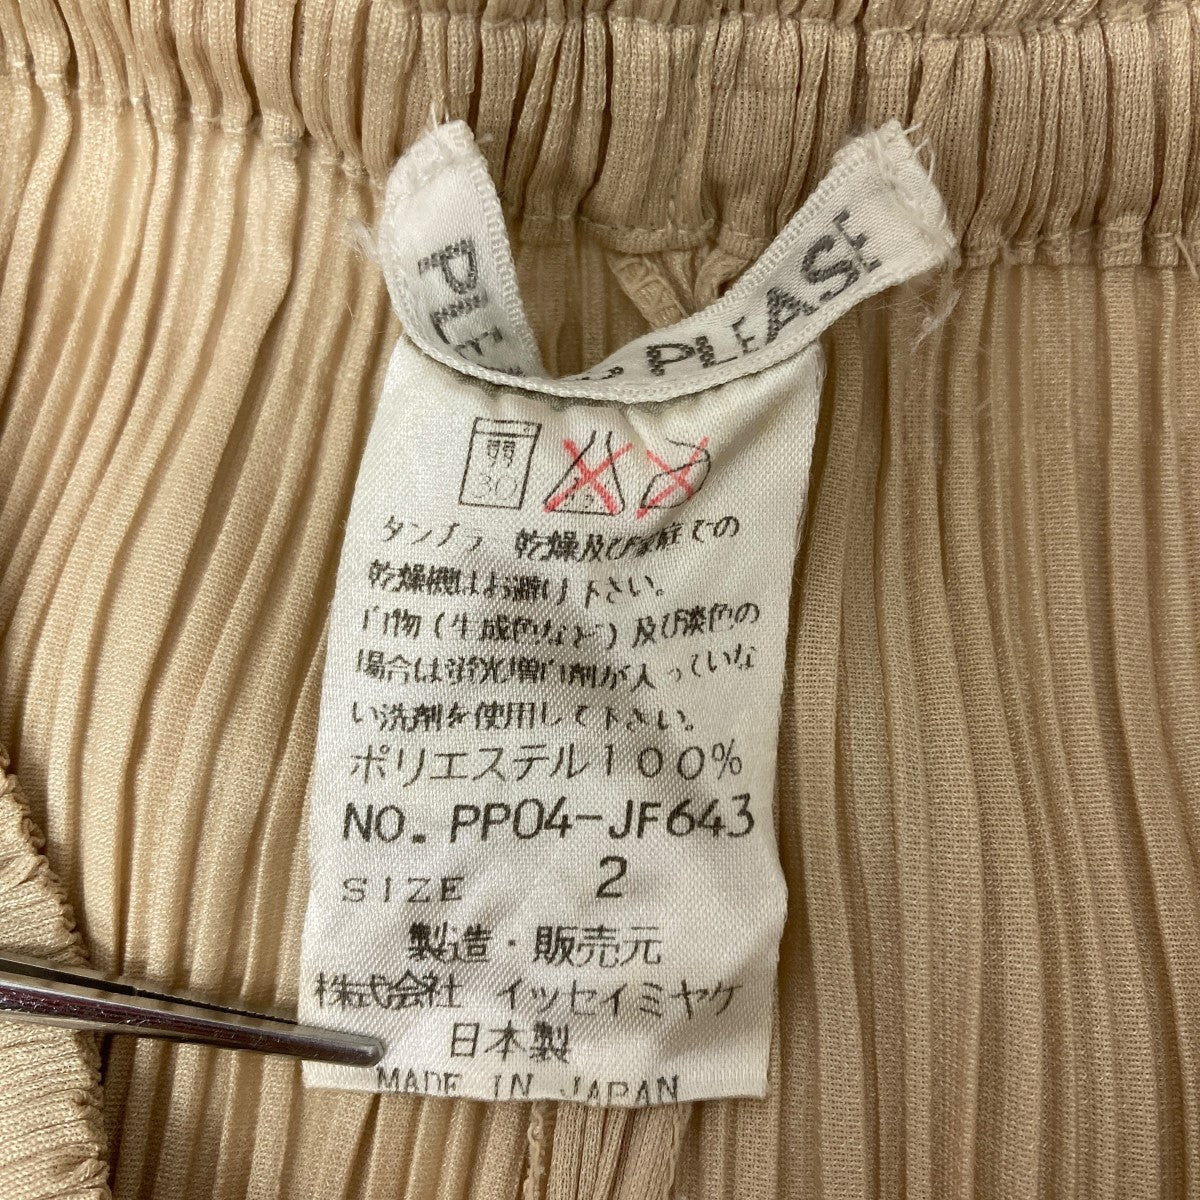 PLE
PLEASE
弱
30
タンブラ 乾燥及び家庭での
乾燥機はお避け下さい。
白物(生成色など)及び淡色の
場合は蛍光増白剤が入っていな
い洗剤を使用して下さい。
ポリエステル100%
NO. PP04-JF643
SIZE 2
製造・販売元
株式会社 イッセイミヤケ
日本製
MADE IN JAPAN